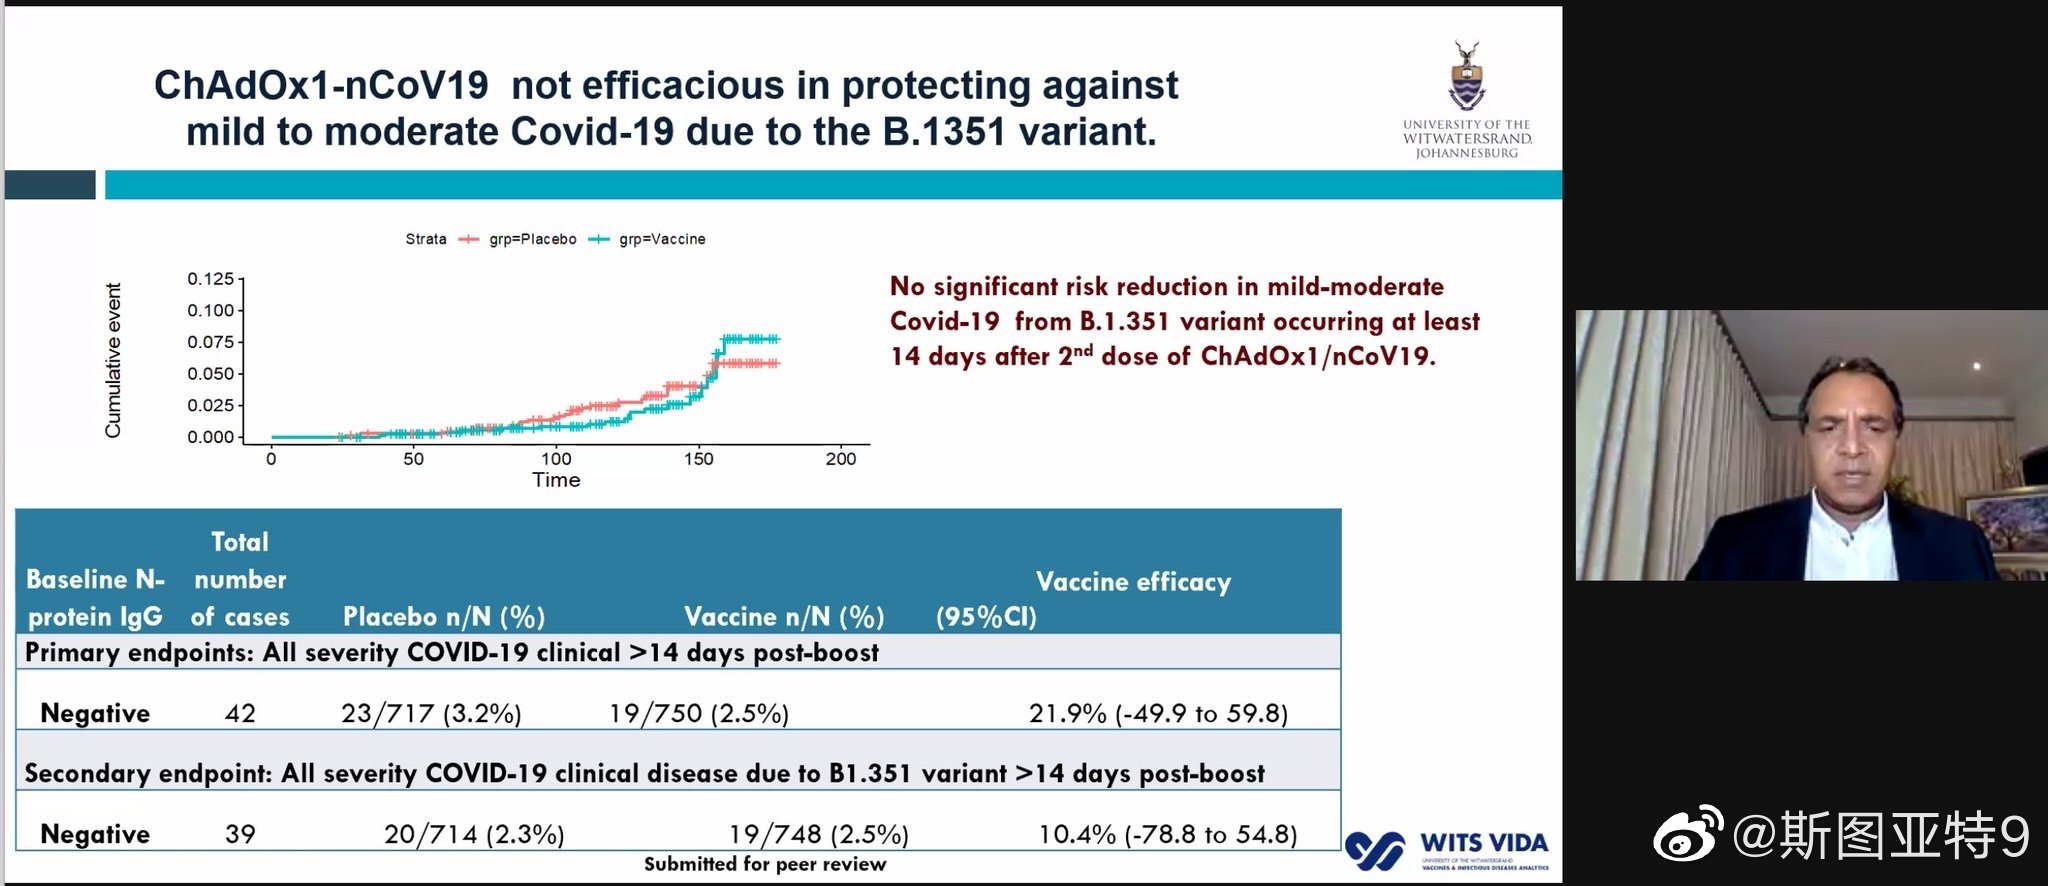 ChAdOx1-nCoV19 not efficacious in protecting against
mild to moderate Covid-19 due to the B.1351 variant.
UNIVERSITY OF THE
WITWATERSRAND,
JOHANNESBURG
Strata grp=Placebo grp=Vaccine
Cumulative event
0.125
0.100
0.075
0.050
0.025
0.000
0 50 100 150 200
Time
No significant risk reduction in mild-moderate
Covid-19 from B.1.351 variant occurring at least
14 days after 2nd dose of ChAdOx1/nCoV19.
Baseline N-protein IgG Total number of cases Placebo n/N (%) Vaccine n/N (%) Vaccine efficacy (95%CI)
Primary endpoints: All severity COVID-19 clinical >14 days post-boost
Negative 42 23/717 (3.2%) 19/750 (2.5%) 21.9% (-49.9 to 59.8)
Secondary endpoint: All severity COVID-19 clinical disease due to B1.351 variant >14 days post-boost
Negative 39 20/714 (2.3%) 19/748 (2.5%) 10.4% (-78.8 to 54.8)
Submitted for peer review
WITS VIDA
UNIVERSITY OF THE WITWATERSRAND
VACCINES & INFECTIOUS DISEASES ANALYTICS
@斯图亚特9